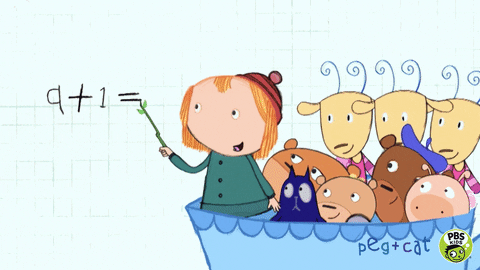 9+1=
peg+cat
PBS
KIDS